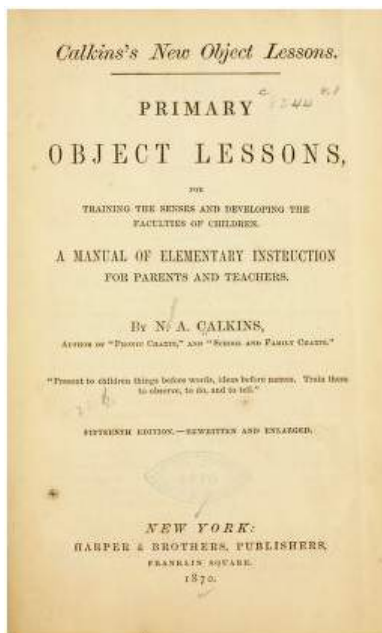 Calkins's New Object Lessons.
PRIMARY
OBJECT LESSONS,
FOR
TRAINING THE SENSES AND DEVELOPING THE
FACULTIES OF CHILDREN.
A MANUAL OF ELEMENTARY INSTRUCTION
FOR PARENTS AND TEACHERS.
BY N. A. CALKINS,
AUTHOR OF "PHONIC CHARTS," AND "SCHOOL AND FAMILY CHARTS."
"Present to children things before words, ideas before names. Train them
to observe, to do, and to tell."
FIFTEENTH EDITION.—REWRITTEN AND ENLARGED.
NEW YORK:
HARPER & BROTHERS, PUBLISHERS,
FRANKLIN SQUARE.
1870.